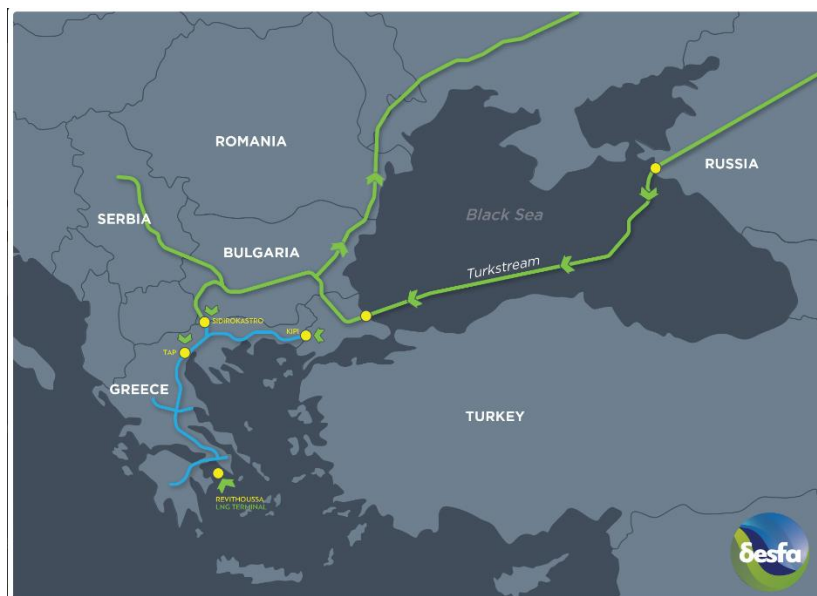 ROMANIA
RUSSIA
SERBIA
Black Sea
BULGARIA
Turkstream
SIDIROKASTRO
KIPI
TAP
GREECE
TURKEY
REVITHOUSSA
LNG TERMINAL
δesfa